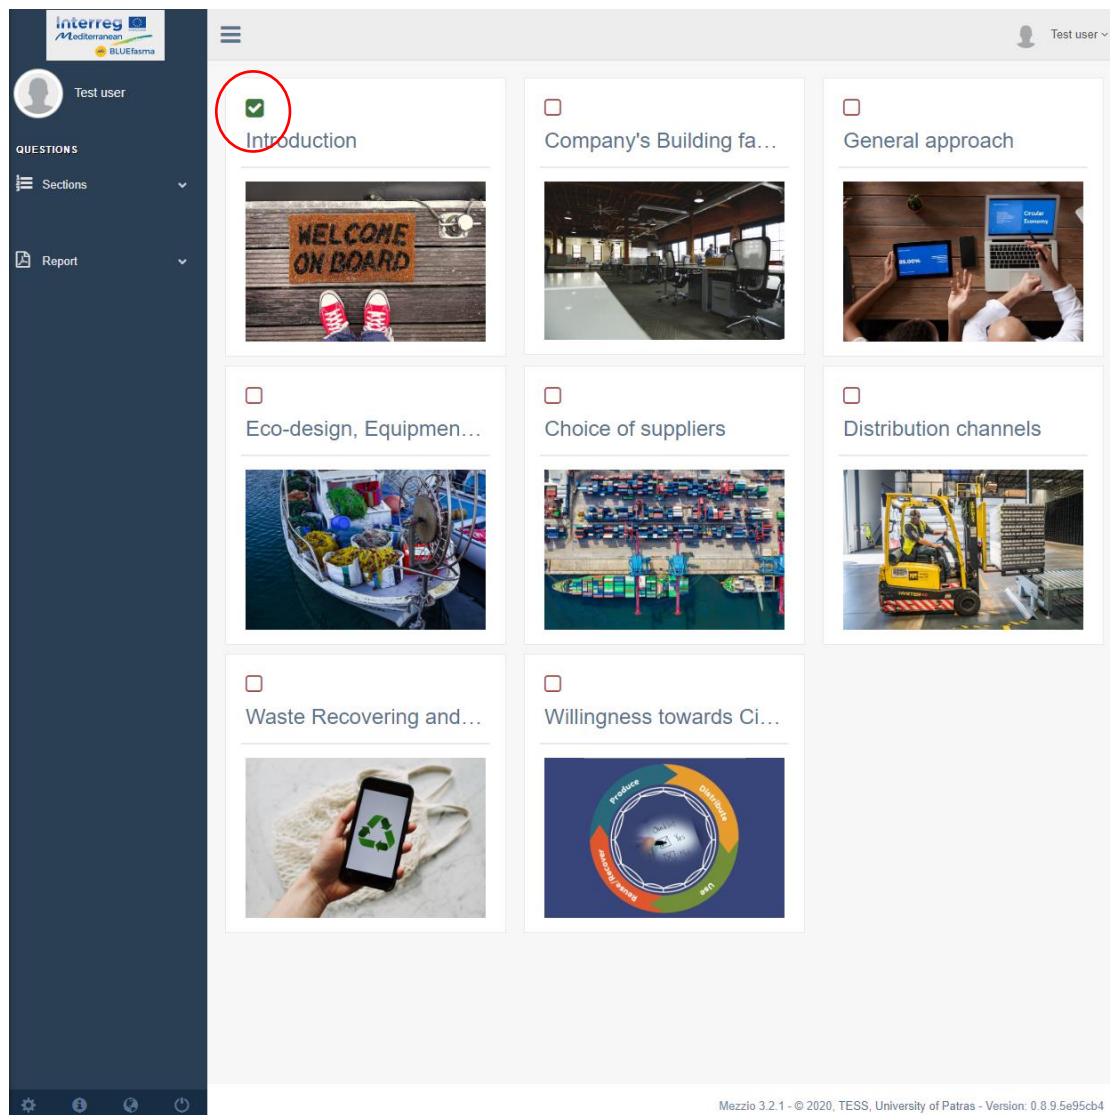 Interreg
Mediterranean
BLUEfasma
Test user
Test user
QUESTIONS
Sections
Report
Introduction
Company's Building fa...
General approach
WELCOME
ON BOARD
Circular
Economy
Eco-design, Equipmen...
Choice of suppliers
Distribution channels
HYSTER
Waste Recovering and...
Willingness towards Ci...
Produce
Distribute
Use
Reuse/Recover
Yes
Mezzio 3.2.1 - © 2020, TESS, University of Patras - Version: 0.8.9.5e95cb4